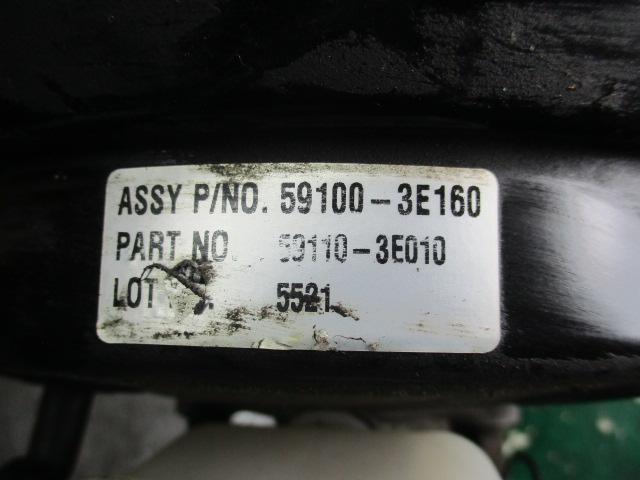 ASSY P/NO. 59100-3E160
PART NO. 59110-3E010
LOT 5521